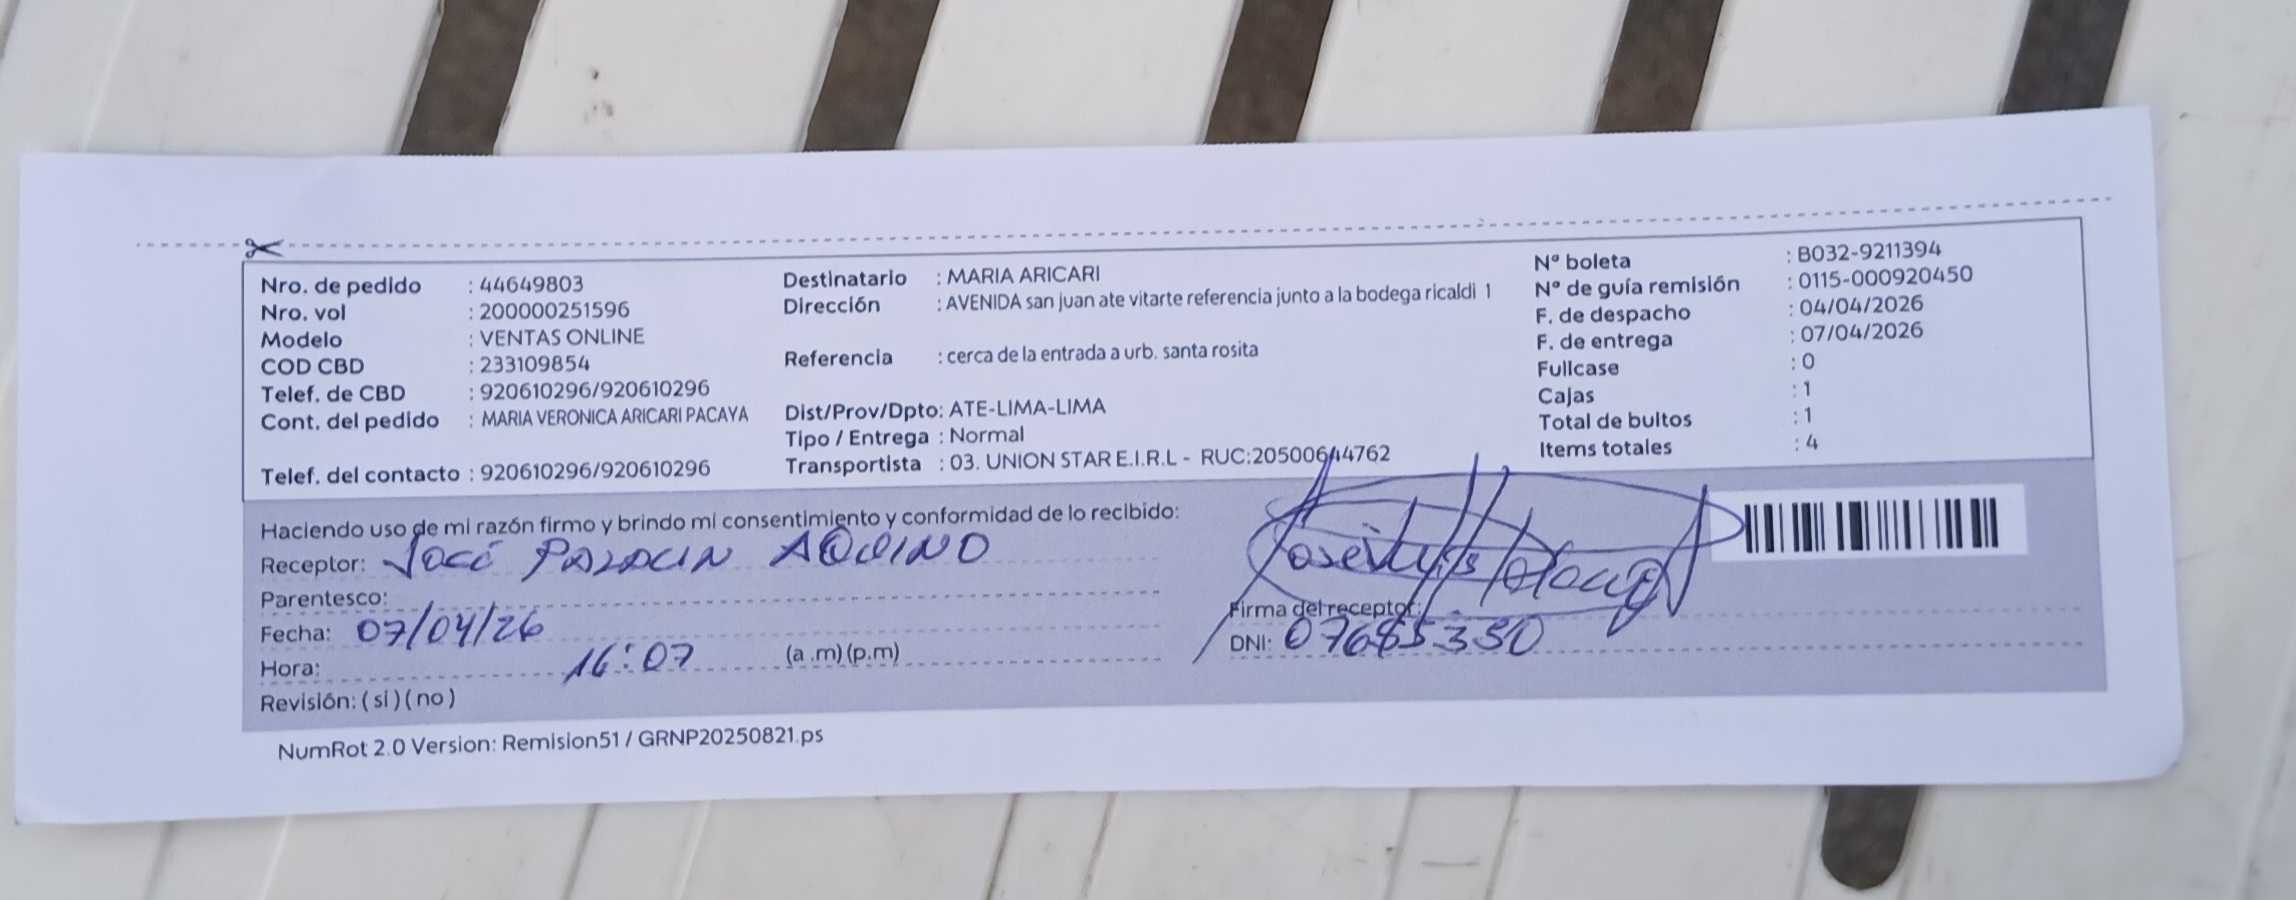 Nro. de pedido : 44649803
Nro. vol : 200000251596
Modelo : VENTAS ONLINE
COD CBD : 233109854
Telef. de CBD : 920610296/920610296
Cont. del pedido : MARIA VERONICA ARICARI PACAYA
Telef. del contacto : 920610296/920610296
Destinatario : MARIA ARICARI
Dirección : AVENIDA san juan ate vitarte referencia junto a la bodega ricaldi 1
Referencia : cerca de la entrada a urb. santa rosita
Dist/Prov/Dpto: ATE-LIMA-LIMA
Tipo / Entrega : Normal
Transportista : 03. UNION STAR E.I.R.L - RUC:20500644762
Nº boleta : B032-9211394
Nº de guía remisión : 0115-000920450
F. de despacho : 04/04/2026
F. de entrega : 07/04/2026
Fullcase : 0
Cajas : 1
Total de bultos : 1
Items totales : 4
Haciendo uso de mi razón firmo y brindo mi consentimiento y conformidad de lo recibido:
Receptor: José PALACIN AQUINO
Parentesco:
Fecha: 07/04/26
Hora: 16:07 (a .m) (p.m)
Revisión: ( si ) ( no )
Firma del receptor:
DNI: 07685350
NumRot 2.0 Version: Remision51 / GRNP20250821.ps